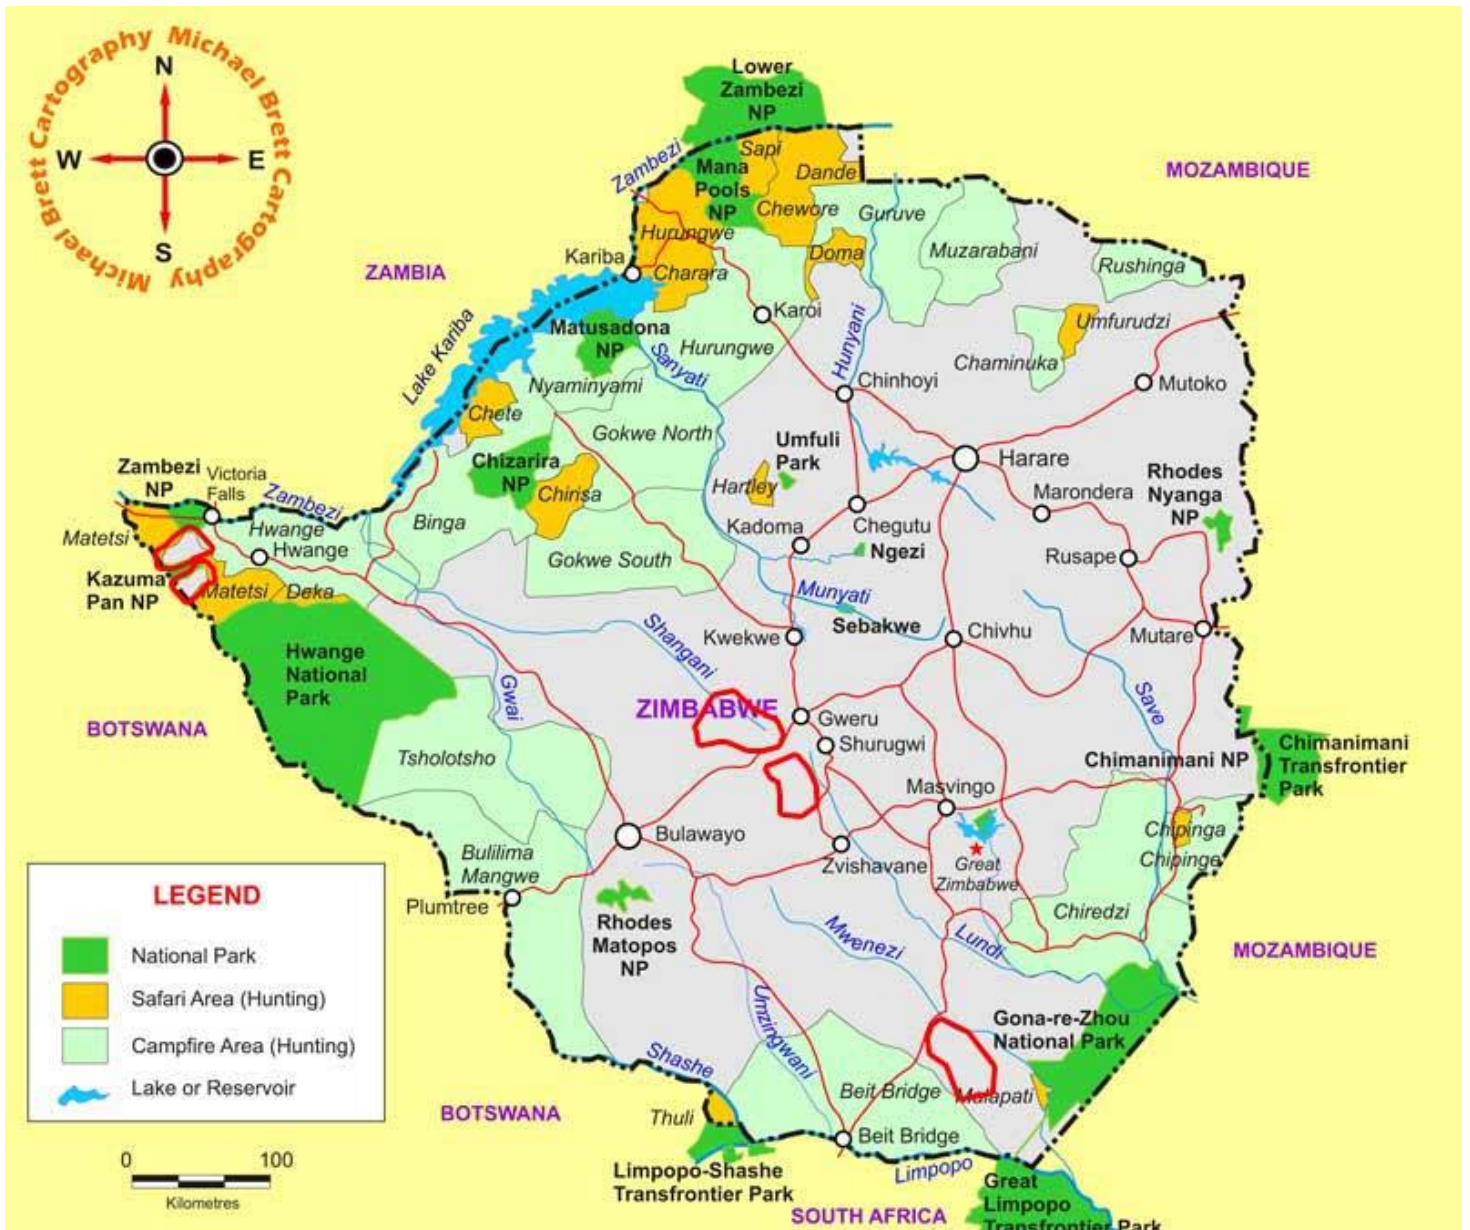 Michael Brett Cartography Michael Brett Cartography
N
W
E
S
Lower
Zambezi
NP
MOZAMBIQUE
Zambezi
Sapi
Mana
Pools
NP
Dande
Chewore
Guruve
Hurungwe
Doma
Muzarabani
Rushinga
Kariba
ZAMBIA
Charara
Lake Kariba
Karoi
Matusadona
NP
Umfurudzi
Hurungwe
Sanyati
Hunyani
Chaminuka
Nyaminyami
Chinhoyi
Mutoko
Chete
Gokwe North
Umfuli
Park
Harare
Chizarira
NP
Chirisa
Hartley
Marondera
Rhodes
Nyanga
NP
Zambezi
NP
Victoria
Falls
Zambezi
Binga
Matetsi
Hwange
Hwange
Kadoma
Chegutu
Ngezi
Rusape
Gokwe South
Kazuma
Pan NP
Matetsi
Deka
Munyati
Sebakwe
Hwange
National
Park
Shangani
Kwekwe
Chivhu
Mutare
Gwai
Save
BOTSWANA
ZIMBABWE
Gweru
Shurugwi
Tsholotsho
Chimanimani NP
Chimanimani
Transfrontier
Park
Masvingo
Bulawayo
Chipinga
Chipinge
Bulilima
Mangwe
Zvishavane
Great
Zimbabwe
Plumtree
Rhodes
Matopos
NP
Chiredzi
Mwenezi
Lundi
MOZAMBIQUE
Umzingwani
Gona-re-Zhou
National Park
Shashe
Beit Bridge
Malapati
BOTSWANA
Thuli
Beit Bridge
Limpopo
Limpopo-Shashe
Transfrontier Park
Great
Limpopo
Transfrontier Park
SOUTH AFRICA
LEGEND
National Park
Safari Area (Hunting)
Campfire Area (Hunting)
Lake or Reservoir
0
100
Kilometres